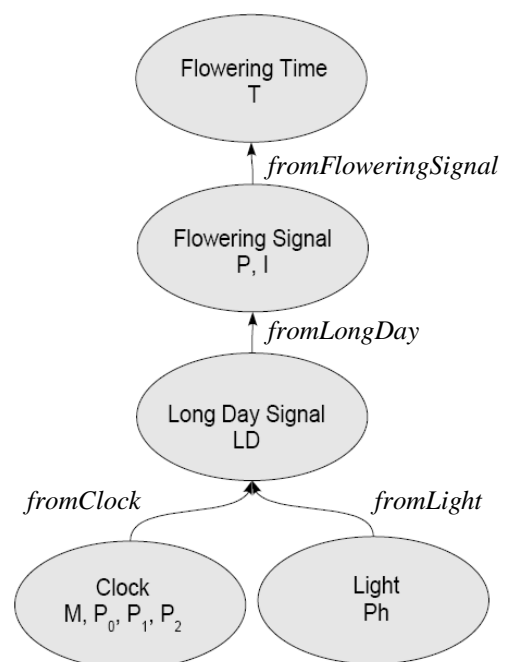 Flowering Time
T
fromFloweringSignal
Flowering Signal
P, I
fromLongDay
Long Day Signal
LD
fromClock
fromLight
Clock
M, P₀, P₁, P₂
Light
Ph